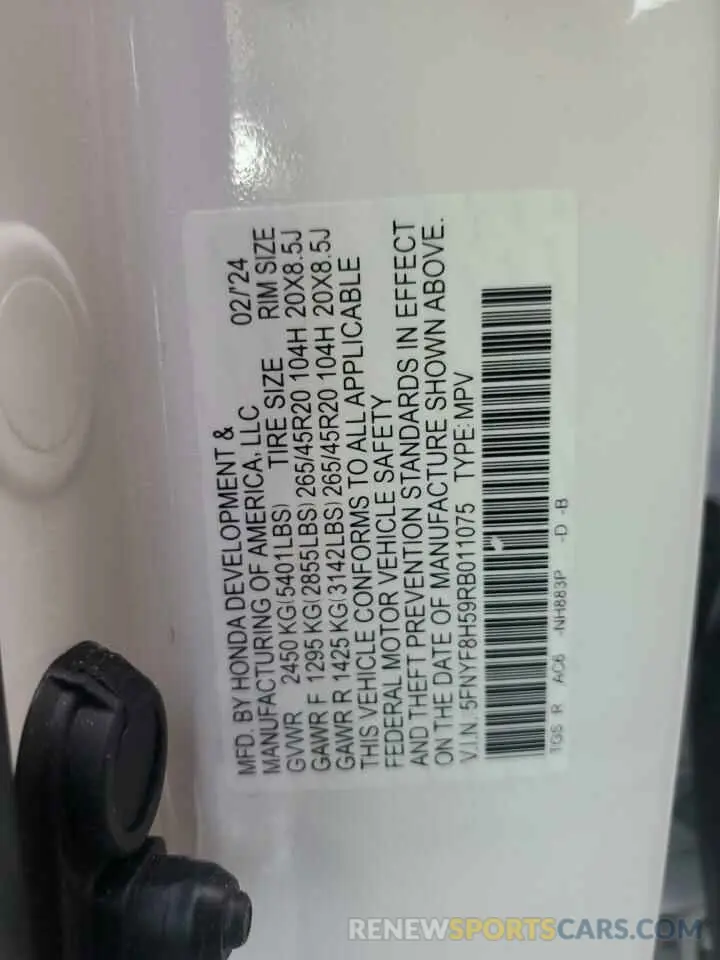 MFD. BY HONDA DEVELOPMENT & 02/'24
MANUFACTURING OF AMERICA, LLC
GVWR 2450 KG(5401LBS) TIRE SIZE RIM SIZE
GAWR F 1295 KG(2855LBS) 265/45R20 104H 20X8.5J
GAWR R 1425 KG(3142LBS) 265/45R20 104H 20X8.5J
THIS VEHICLE CONFORMS TO ALL APPLICABLE
FEDERAL MOTOR VEHICLE SAFETY
AND THEFT PREVENTION STANDARDS IN EFFECT
ON THE DATE OF MANUFACTURE SHOWN ABOVE.
V.I.N. 5FNYF8H59RB011075 TYPE: MPV
TGS R AC6 -NH883P -D -B
RENEWSPORTSCARS.COM